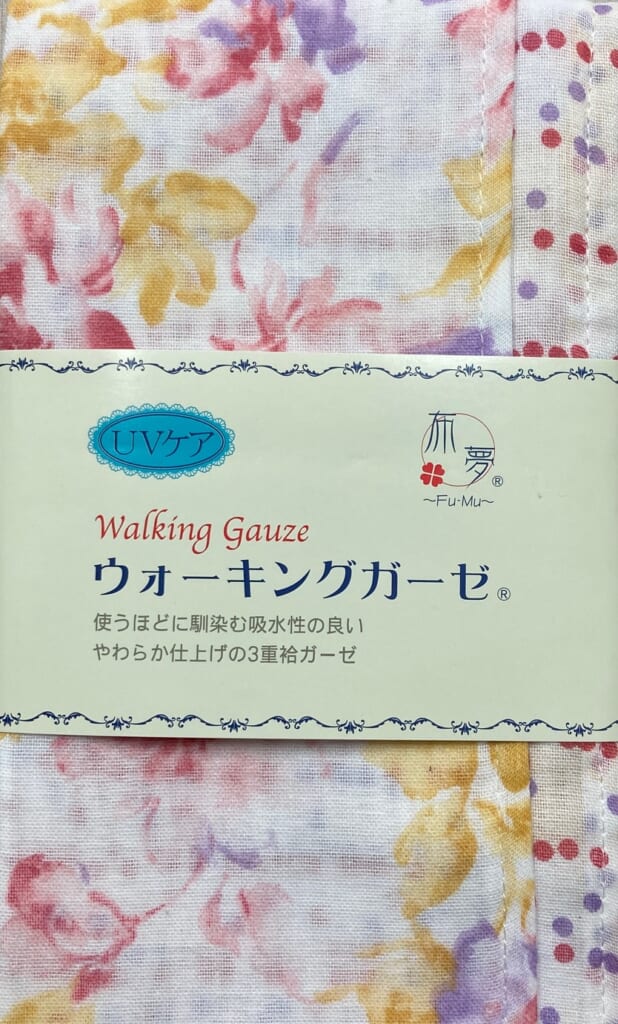 UVケア
布夢®
~Fu-Mu~
Walking Gauze
ウォーキングガーゼ®
使うほどに馴染む吸水性の良い
やわらか仕上げの3重袷ガーゼ